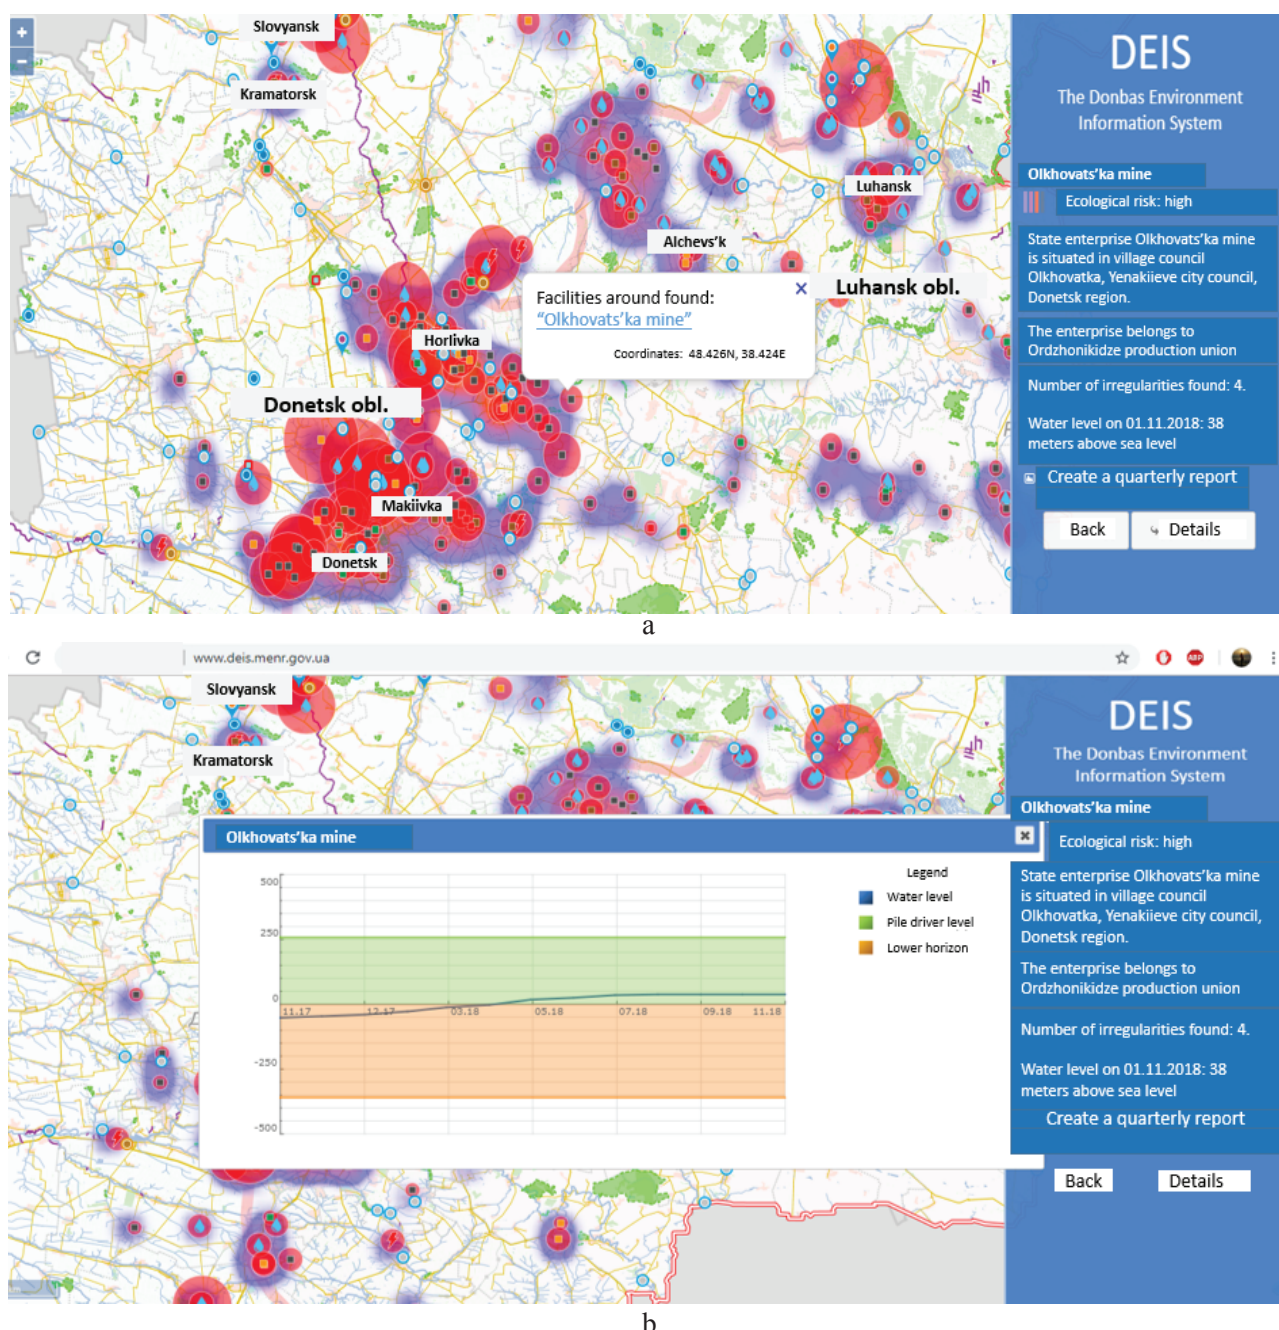 Slovyansk
Kramatorsk
Luhansk
Alchevs'k
Luhansk obl.
Facilities around found:
"Olkhovats'ka mine"
Coordinates: 48.426N, 38.424E
Horlivka
Donetsk obl.
Makiivka
Donetsk
DEIS
The Donbas Environment
Information System
Olkhovats'ka mine
Ecological risk: high
State enterprise Olkhovats'ka mine
is situated in village council
Olkhovatka, Yenakiieve city council,
Donetsk region.
The enterprise belongs to
Ordzhonikidze production union
Number of irregularities found: 4.
Water level on 01.11.2018: 38
meters above sea level
Create a quarterly report
Back
Details
a
www.deis.menr.gov.ua
ABP
Slovyansk
Kramatorsk
Olkhovats'ka mine
500
250
0
-250
-500
11.17
12.17
03.18
05.18
07.18
09.18
11.18
Legend
Water level
Pile driver level
Lower horizon
DEIS
The Donbas Environment
Information System
Olkhovats'ka mine
Ecological risk: high
State enterprise Olkhovats'ka mine
is situated in village council
Olkhovatka, Yenakiieve city council,
Donetsk region.
The enterprise belongs to
Ordzhonikidze production union
Number of irregularities found: 4.
Water level on 01.11.2018: 38
meters above sea level
Create a quarterly report
Back
Details
b